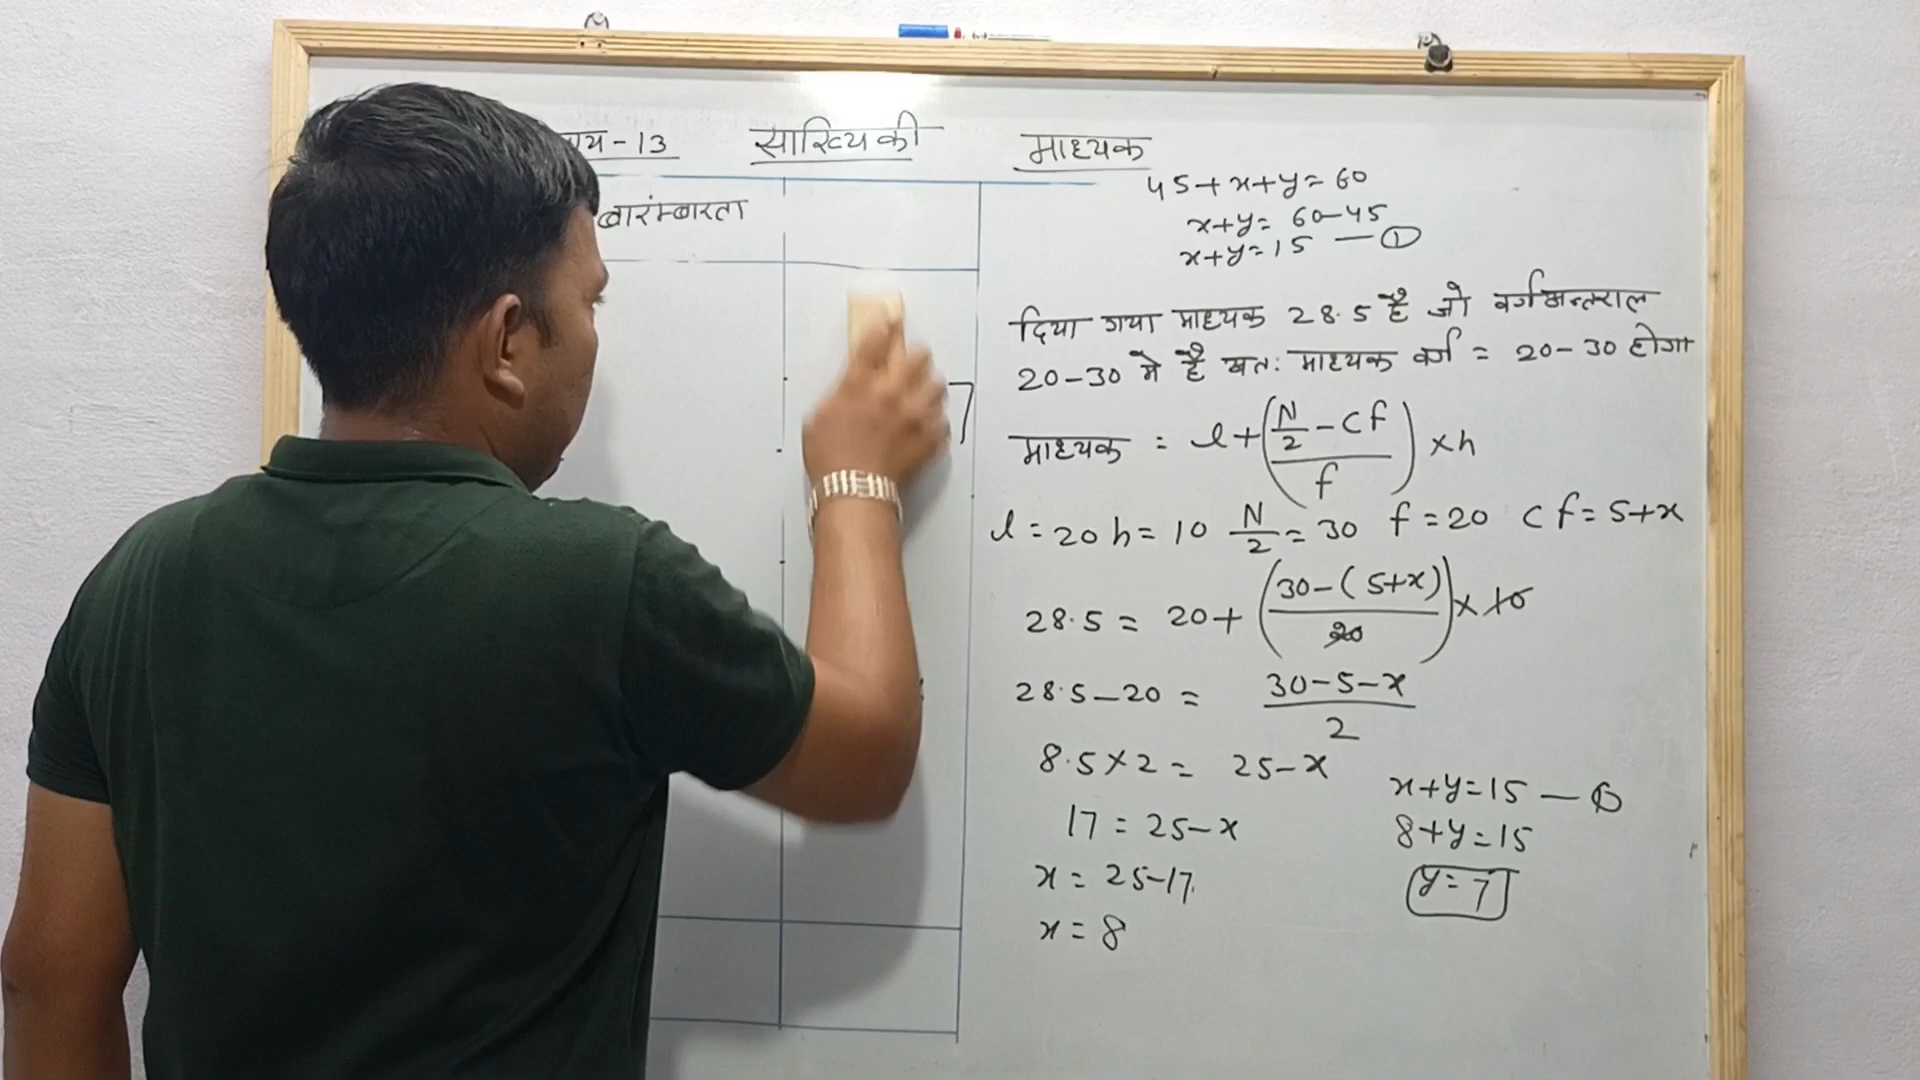 -13 सांख्यिकी माध्यक
बारंम्बारता
45+x+y=60
x+y= 60-45
x+y=15 — ①
दिया गया माध्यक 28.5 है जो वर्गअन्तराल
20-30 मे है अतः माध्यक वर्ग = 20-30 होगा
माध्यक = l+((N/2-cf)/f)×h
l=20 h=10 N/2=30 f=20 cf=5+x
28.5 = 20+((30-(5+x))/20)×10
28.5-20 = (30-5-x)/2
8.5×2 = 25-x
17 = 25-x
x = 25-17
x = 8
x+y=15 — ①
8+y=15
y=7
7